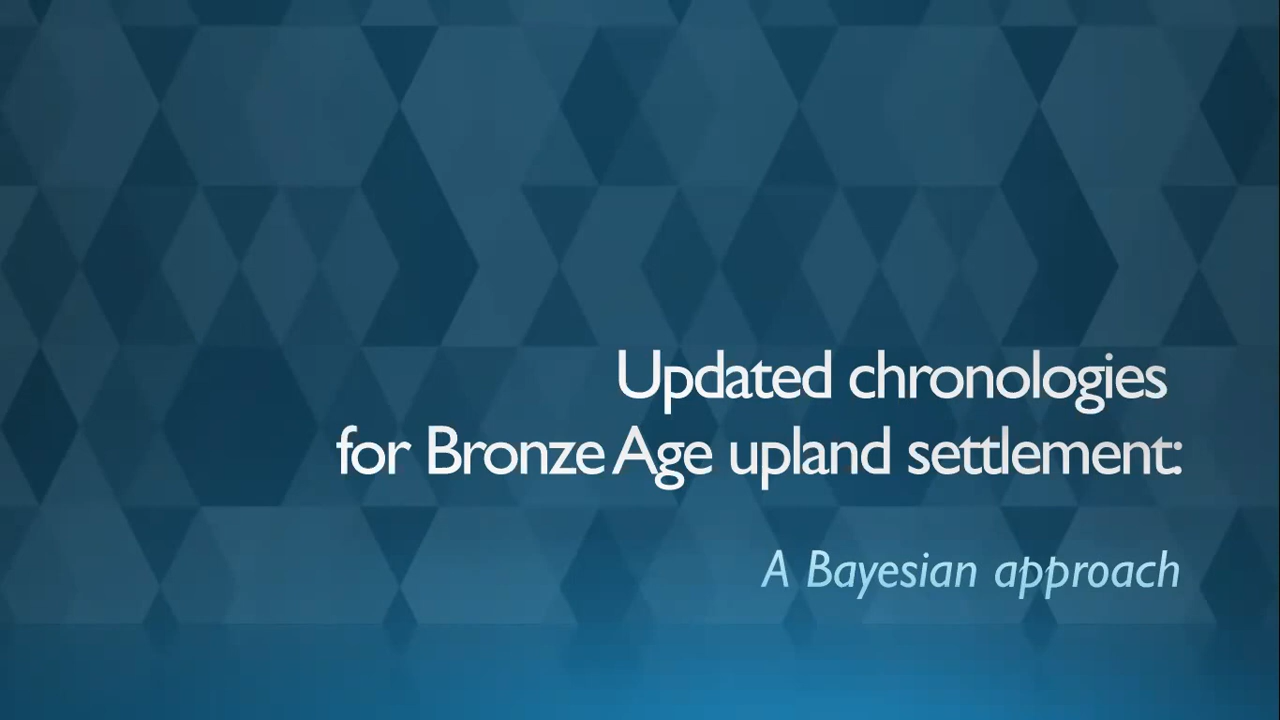 Updated chronologies
for Bronze Age upland settlement:
A Bayesian approach